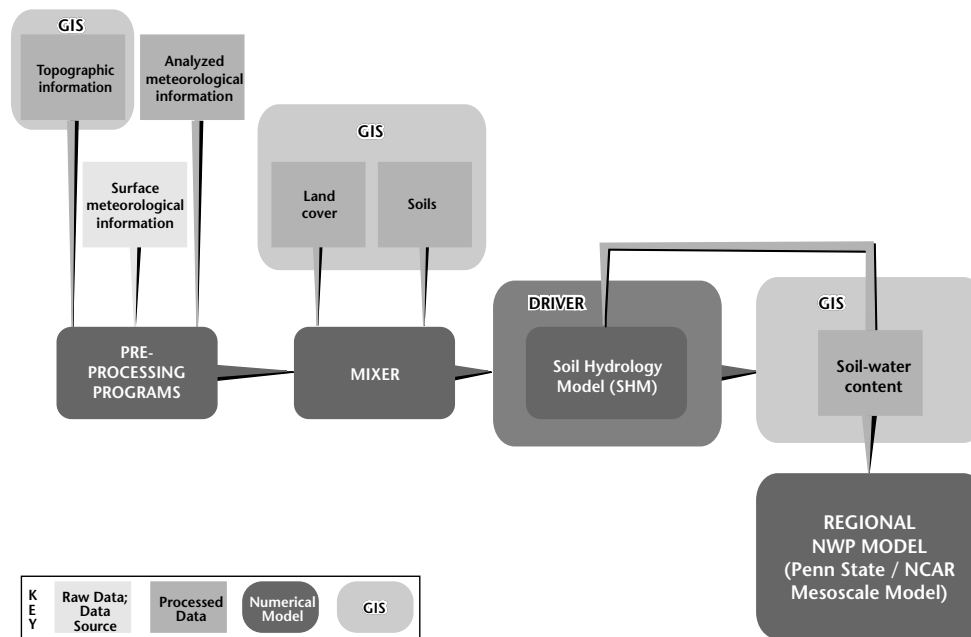 GIS
Topographic
information
Analyzed
meteorological
information
Surface
meteorological
information
GIS
Land
cover
Soils
PRE-
PROCESSING
PROGRAMS
MIXER
DRIVER
Soil Hydrology
Model (SHM)
GIS
Soil-water
content
REGIONAL
NWP MODEL
(Penn State / NCAR
Mesoscale Model)
K
E
Y
Raw Data;
Data
Source
Processed
Data
Numerical
Model
GIS